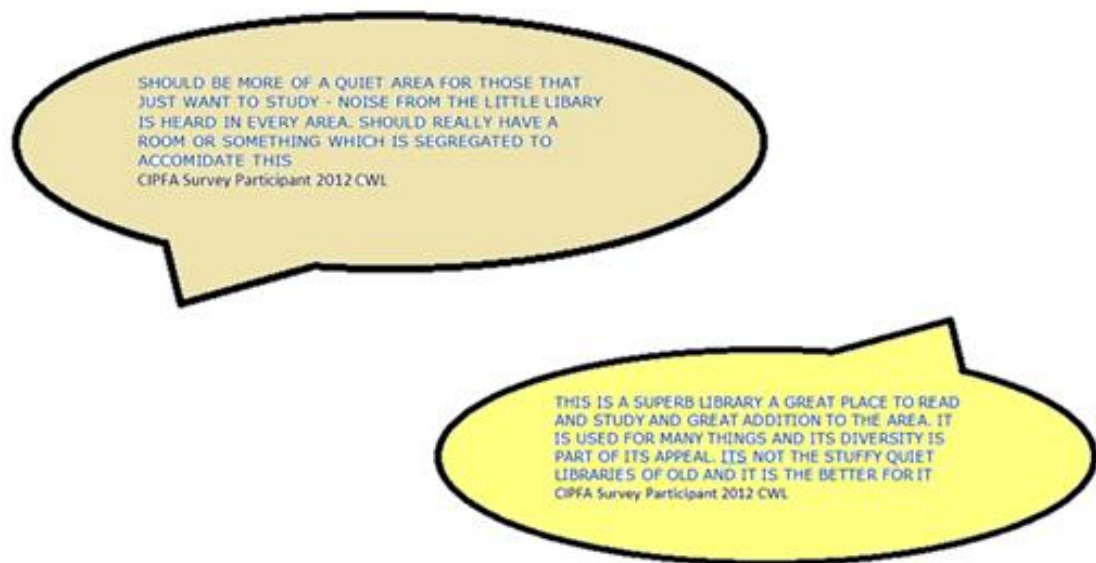 SHOULD BE MORE OF A QUIET AREA FOR THOSE THAT
JUST WANT TO STUDY - NOISE FROM THE LITTLE LIBARY
IS HEARD IN EVERY AREA. SHOULD REALLY HAVE A
ROOM OR SOMETHING WHICH IS SEGREGATED TO
ACCOMIDATE THIS
CIPFA Survey Participant 2012 CWL
THIS IS A SUPERB LIBRARY A GREAT PLACE TO READ
AND STUDY AND GREAT ADDITION TO THE AREA. IT
IS USED FOR MANY THINGS AND ITS DIVERSITY IS
PART OF ITS APPEAL. ITS NOT THE STUFFY QUIET
LIBRARIES OF OLD AND IT IS THE BETTER FOR IT
CIPFA Survey Participant 2012 CWL